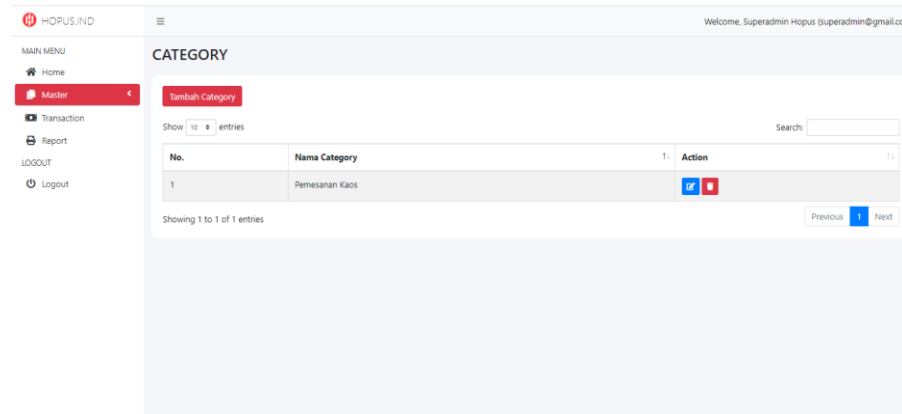 HOPUS.IND
Welcome, Superadmin Hopus (superadmin@gmail.co
MAIN MENU
Home
Master
Transaction
Report
LOGOUT
Logout
CATEGORY
Tambah Category
Show 10 entries
Search:
No. Nama Category Action
1 Pemesanan Kaos
Showing 1 to 1 of 1 entries
Previous 1 Next